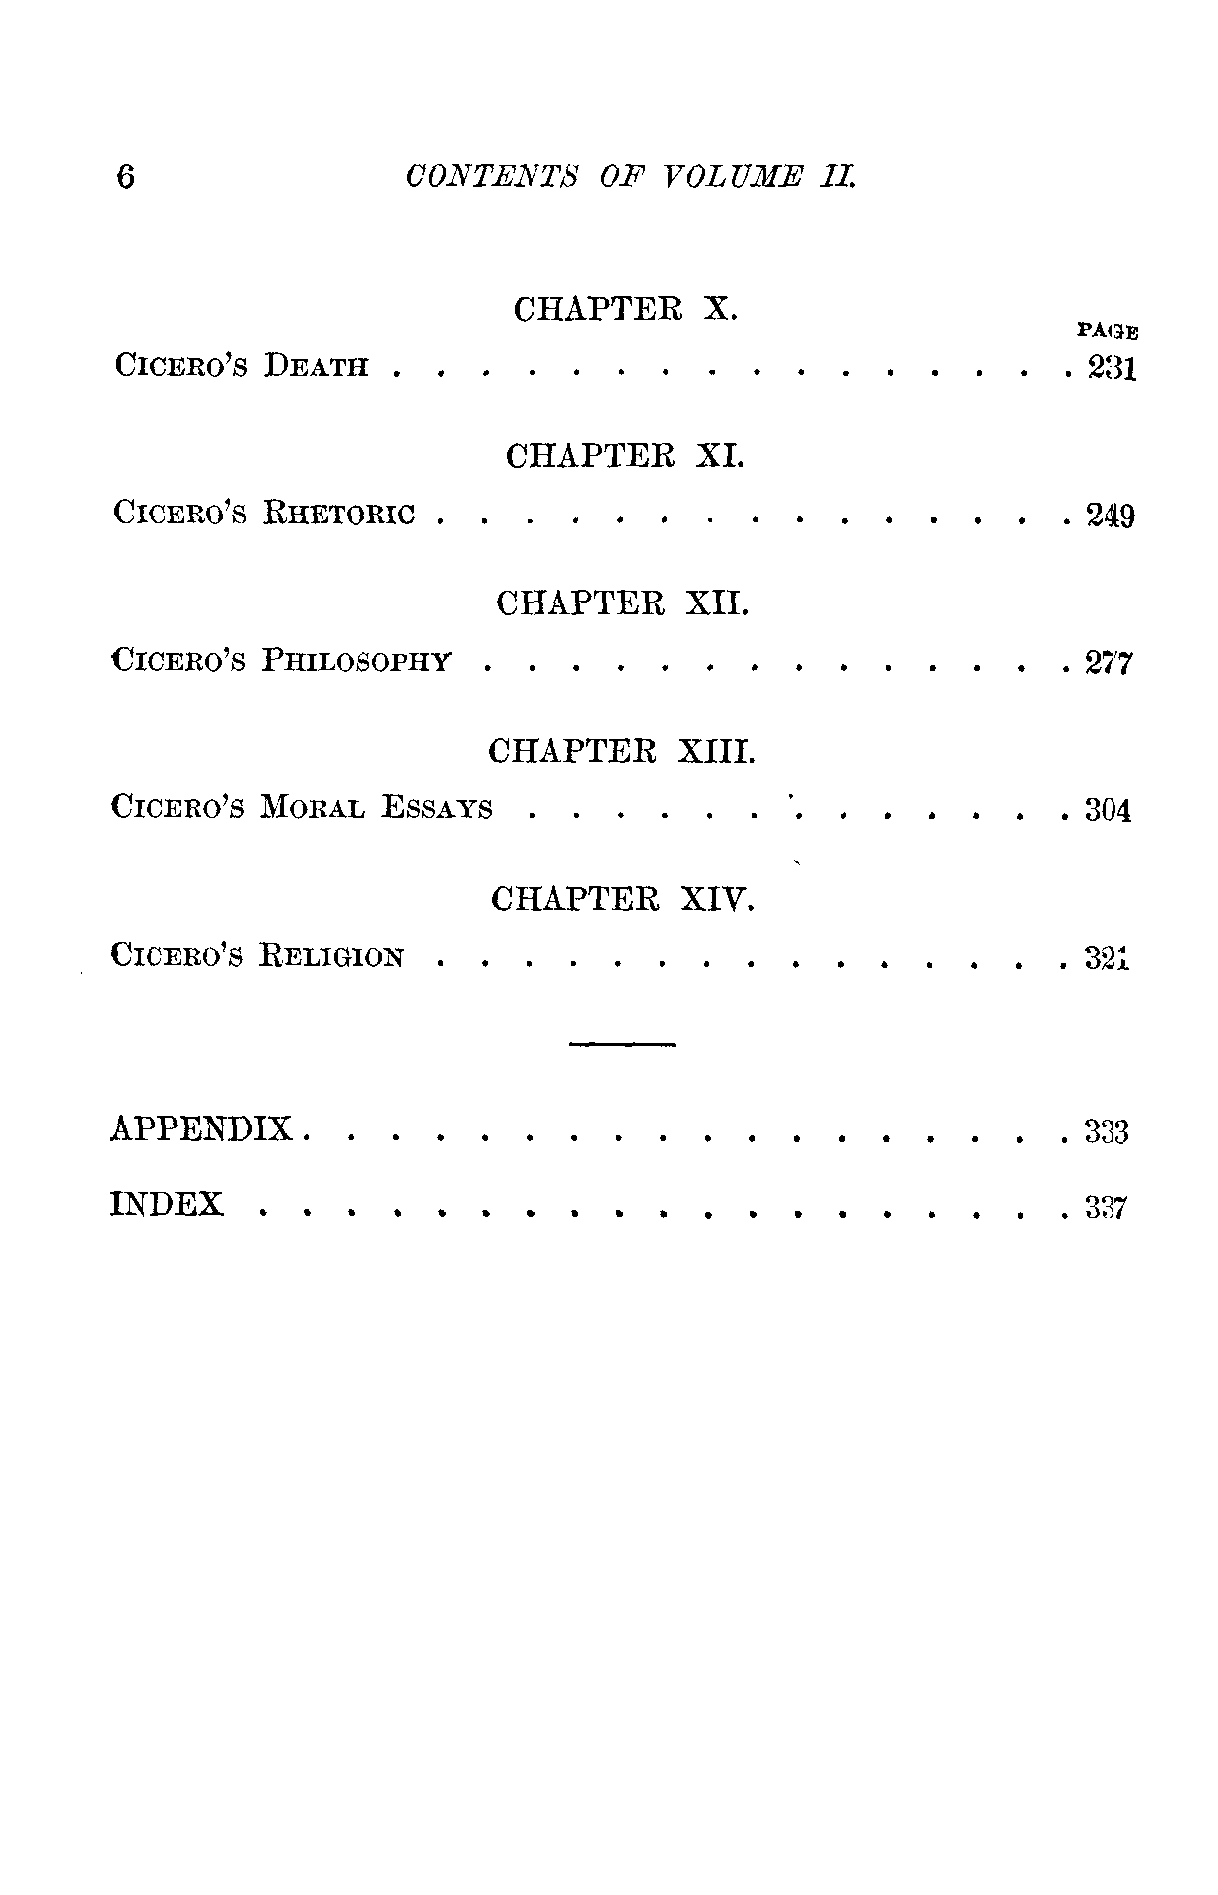 6 CONTENTS OF VOLUME II.
CHAPTER X.
PAGE
CICERO'S DEATH . . . . . . . . . . . . . . . . 231
CHAPTER XI.
CICERO'S RHETORIC . . . . . . . . . . . . . . . 249
CHAPTER XII.
CICERO'S PHILOSOPHY . . . . . . . . . . . . . . 277
CHAPTER XIII.
CICERO'S MORAL ESSAYS . . . . . . . . . . . . . 304
CHAPTER XIV.
CICERO'S RELIGION . . . . . . . . . . . . . . . 321
APPENDIX . . . . . . . . . . . . . . . . . . 333
INDEX . . . . . . . . . . . . . . . . . . . 337